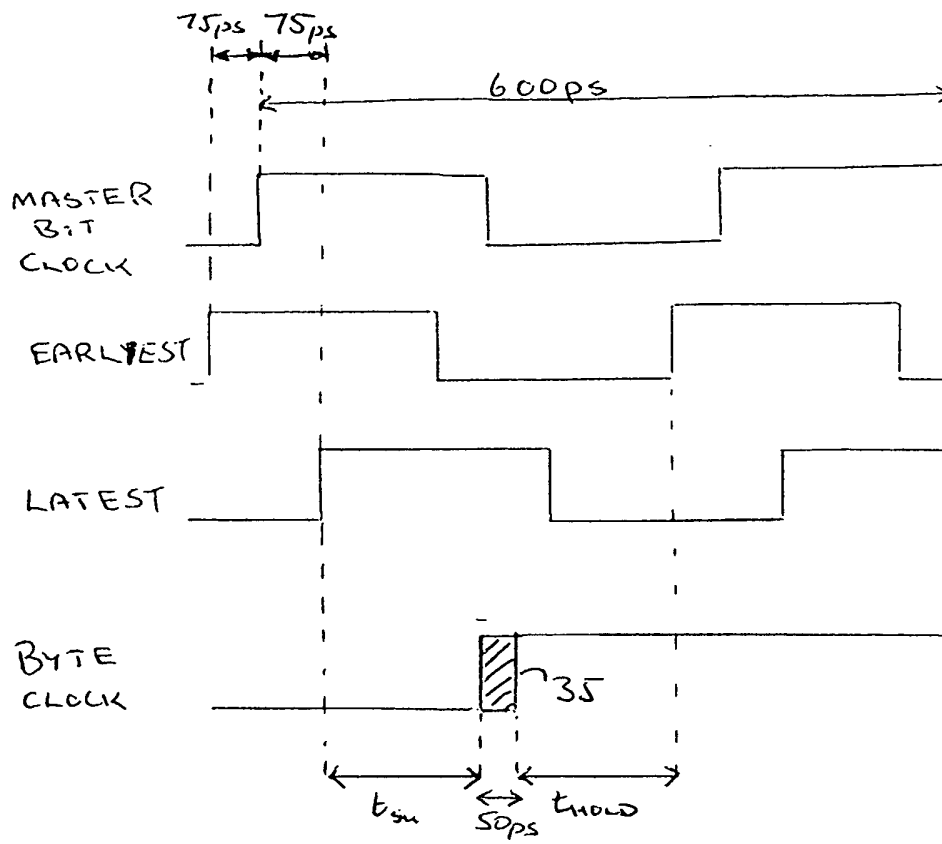 75ps 75ps
600ps
MASTER
BIT
CLOCK
EARLYEST
LATEST
BYTE
CLOCK
35
tsu
50ps
tHOLD